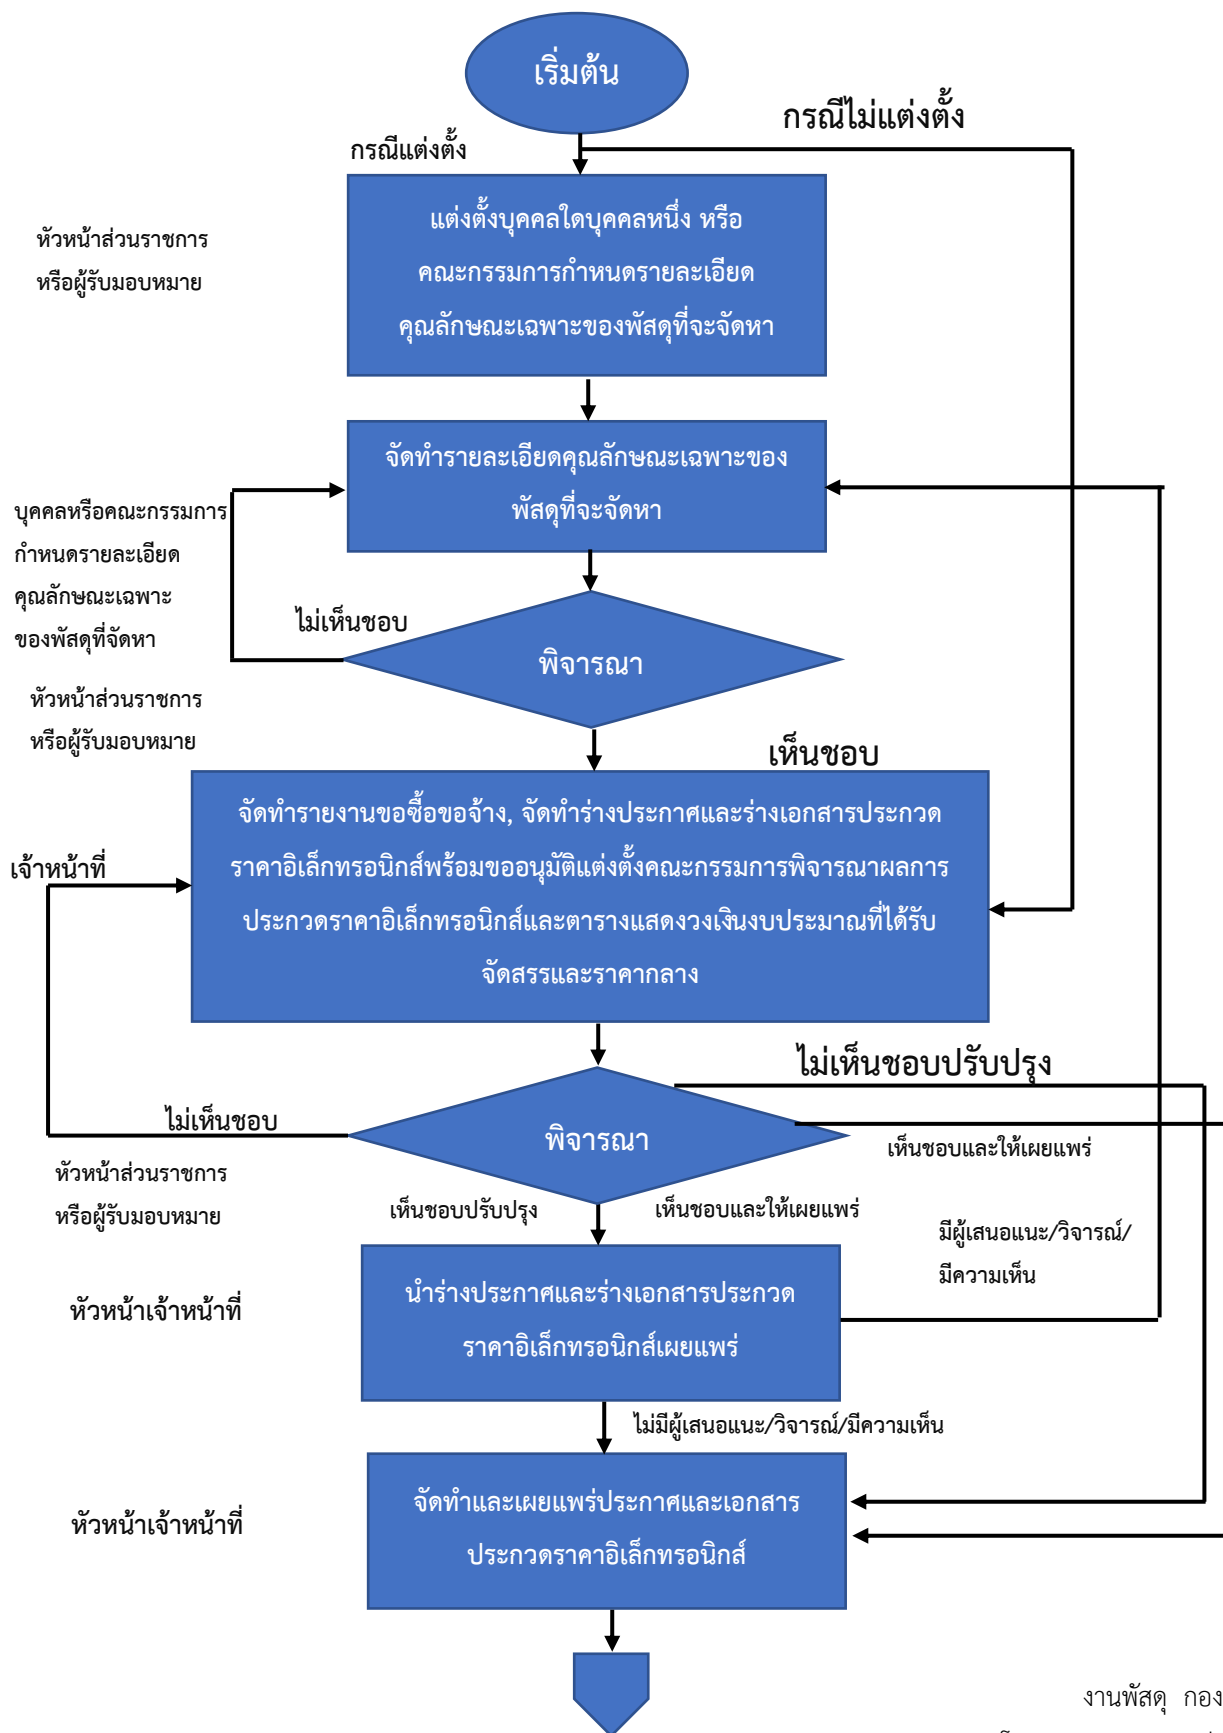 เริ่มต้น
กรณีไม่แต่งตั้ง
กรณีแต่งตั้ง
หัวหน้าส่วนราชการ
หรือผู้รับมอบหมาย
แต่งตั้งบุคคลใดบุคคลหนึ่ง หรือ
คณะกรรมการกำหนดรายละเอียด
คุณลักษณะเฉพาะของพัสดุที่จะจัดหา
จัดทำรายละเอียดคุณลักษณะเฉพาะของ
พัสดุที่จะจัดหา
บุคคลหรือคณะกรรมการ
กำหนดรายละเอียด
คุณลักษณะเฉพาะ
ของพัสดุที่จัดหา
ไม่เห็นชอบ
พิจารณา
หัวหน้าส่วนราชการ
หรือผู้รับมอบหมาย
เห็นชอบ
จัดทำรายงานขอซื้อขอจ้าง, จัดทำร่างประกาศและร่างเอกสารประกวด
ราคาอิเล็กทรอนิกส์พร้อมขออนุมัติแต่งตั้งคณะกรรมการพิจารณาผลการ
ประกวดราคาอิเล็กทรอนิกส์และตารางแสดงวงเงินงบประมาณที่ได้รับ
จัดสรรและราคากลาง
เจ้าหน้าที่
ไม่เห็นชอบปรับปรุง
ไม่เห็นชอบ
พิจารณา
เห็นชอบและให้เผยแพร่
หัวหน้าส่วนราชการ
หรือผู้รับมอบหมาย
เห็นชอบปรับปรุง
เห็นชอบและให้เผยแพร่
มีผู้เสนอแนะ/วิจารณ์/
มีความเห็น
หัวหน้าเจ้าหน้าที่
นำร่างประกาศและร่างเอกสารประกวด
ราคาอิเล็กทรอนิกส์เผยแพร่
ไม่มีผู้เสนอแนะ/วิจารณ์/มีความเห็น
หัวหน้าเจ้าหน้าที่
จัดทำและเผยแพร่ประกาศและเอกสาร
ประกวดราคาอิเล็กทรอนิกส์
งานพัสดุ กอง